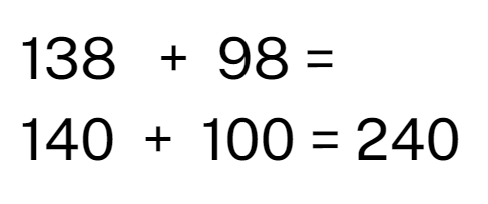 138 + 98 =
140 + 100 = 240